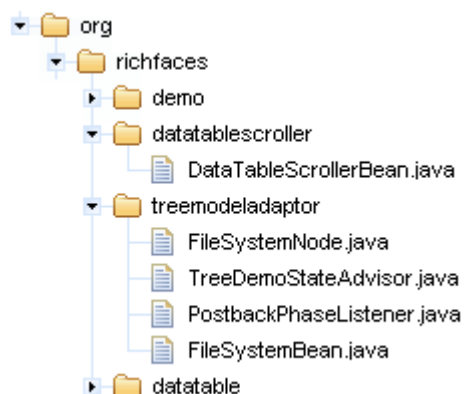 org
richfaces
demo
datatablescroller
DataTableScrollerBean.java
treemodeladaptor
FileSystemNode.java
TreeDemoStateAdvisor.java
PostbackPhaseListener.java
FileSystemBean.java
datatable